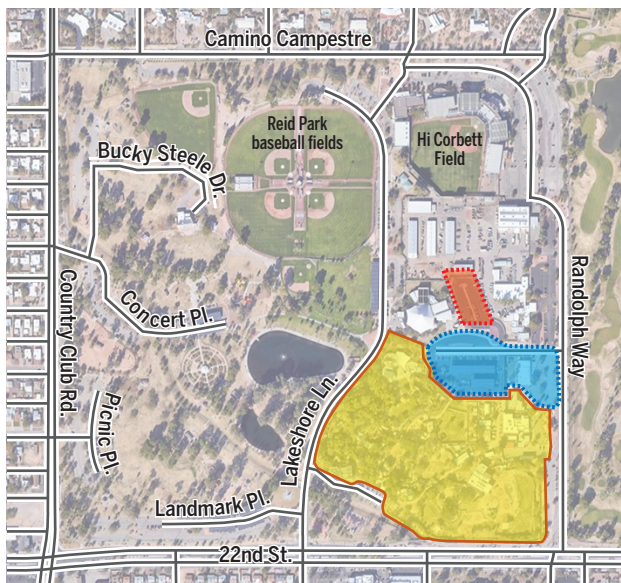 Camino Campestre
Reid Park
baseball fields
Hi Corbett
Field
Bucky Steele Dr.
Concert Pl.
Country Club Rd.
Randolph Way
Picnic Pl.
Lakeshore Ln.
Landmark Pl.
22nd St.